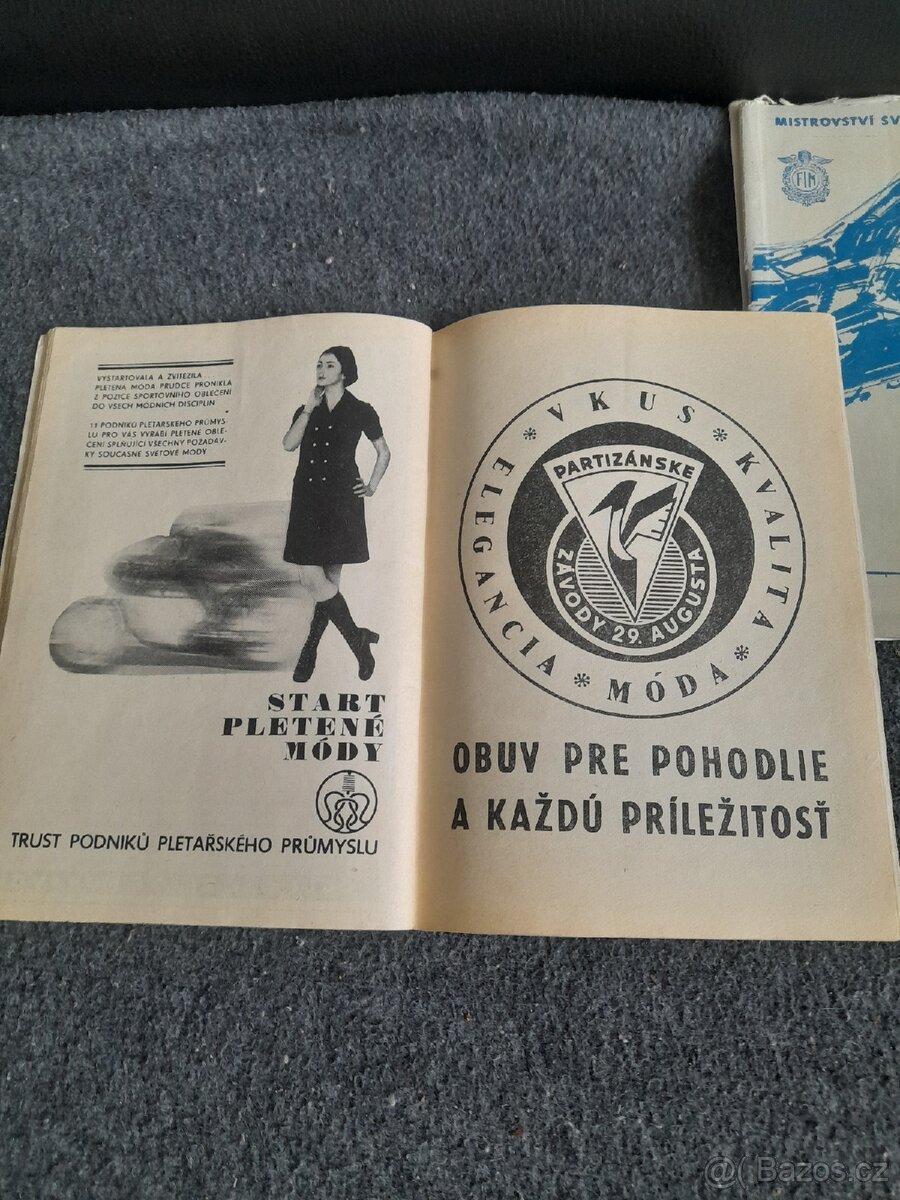 MISTROVSTVÍ SV
FIM
VYSTARTOVALA A ZVÍTĚZILA...
PLETENÁ MÓDA PRUDCE PRONIKLA
Z POZICE SPORTOVNÍHO OBLEČENÍ
DO VŠECH MÓDNÍCH DISCIPLÍN
11 PODNIKŮ PLETAŘSKÉHO PRŮMYS-
LU PRO VÁS VYRÁBÍ PLETENÉ OBLE-
ČENÍ SPLŇUJÍCÍ VŠECHNY POŽADAV-
KY SOUČASNÉ SVĚTOVÉ MÓDY
START
PLETENÉ
MÓDY
TRUST PODNIKŮ PLETAŘSKÉHO PRŮMYSLU
ELEGANCIA * VKUS * KVALITA * MÓDA *
PARTIZÁNSKE
ZÁVODY 29. AUGUSTA
OBUV PRE POHODLIE
A KAŽDÚ PRÍLEŽITOSŤ
@( Bazos.cz